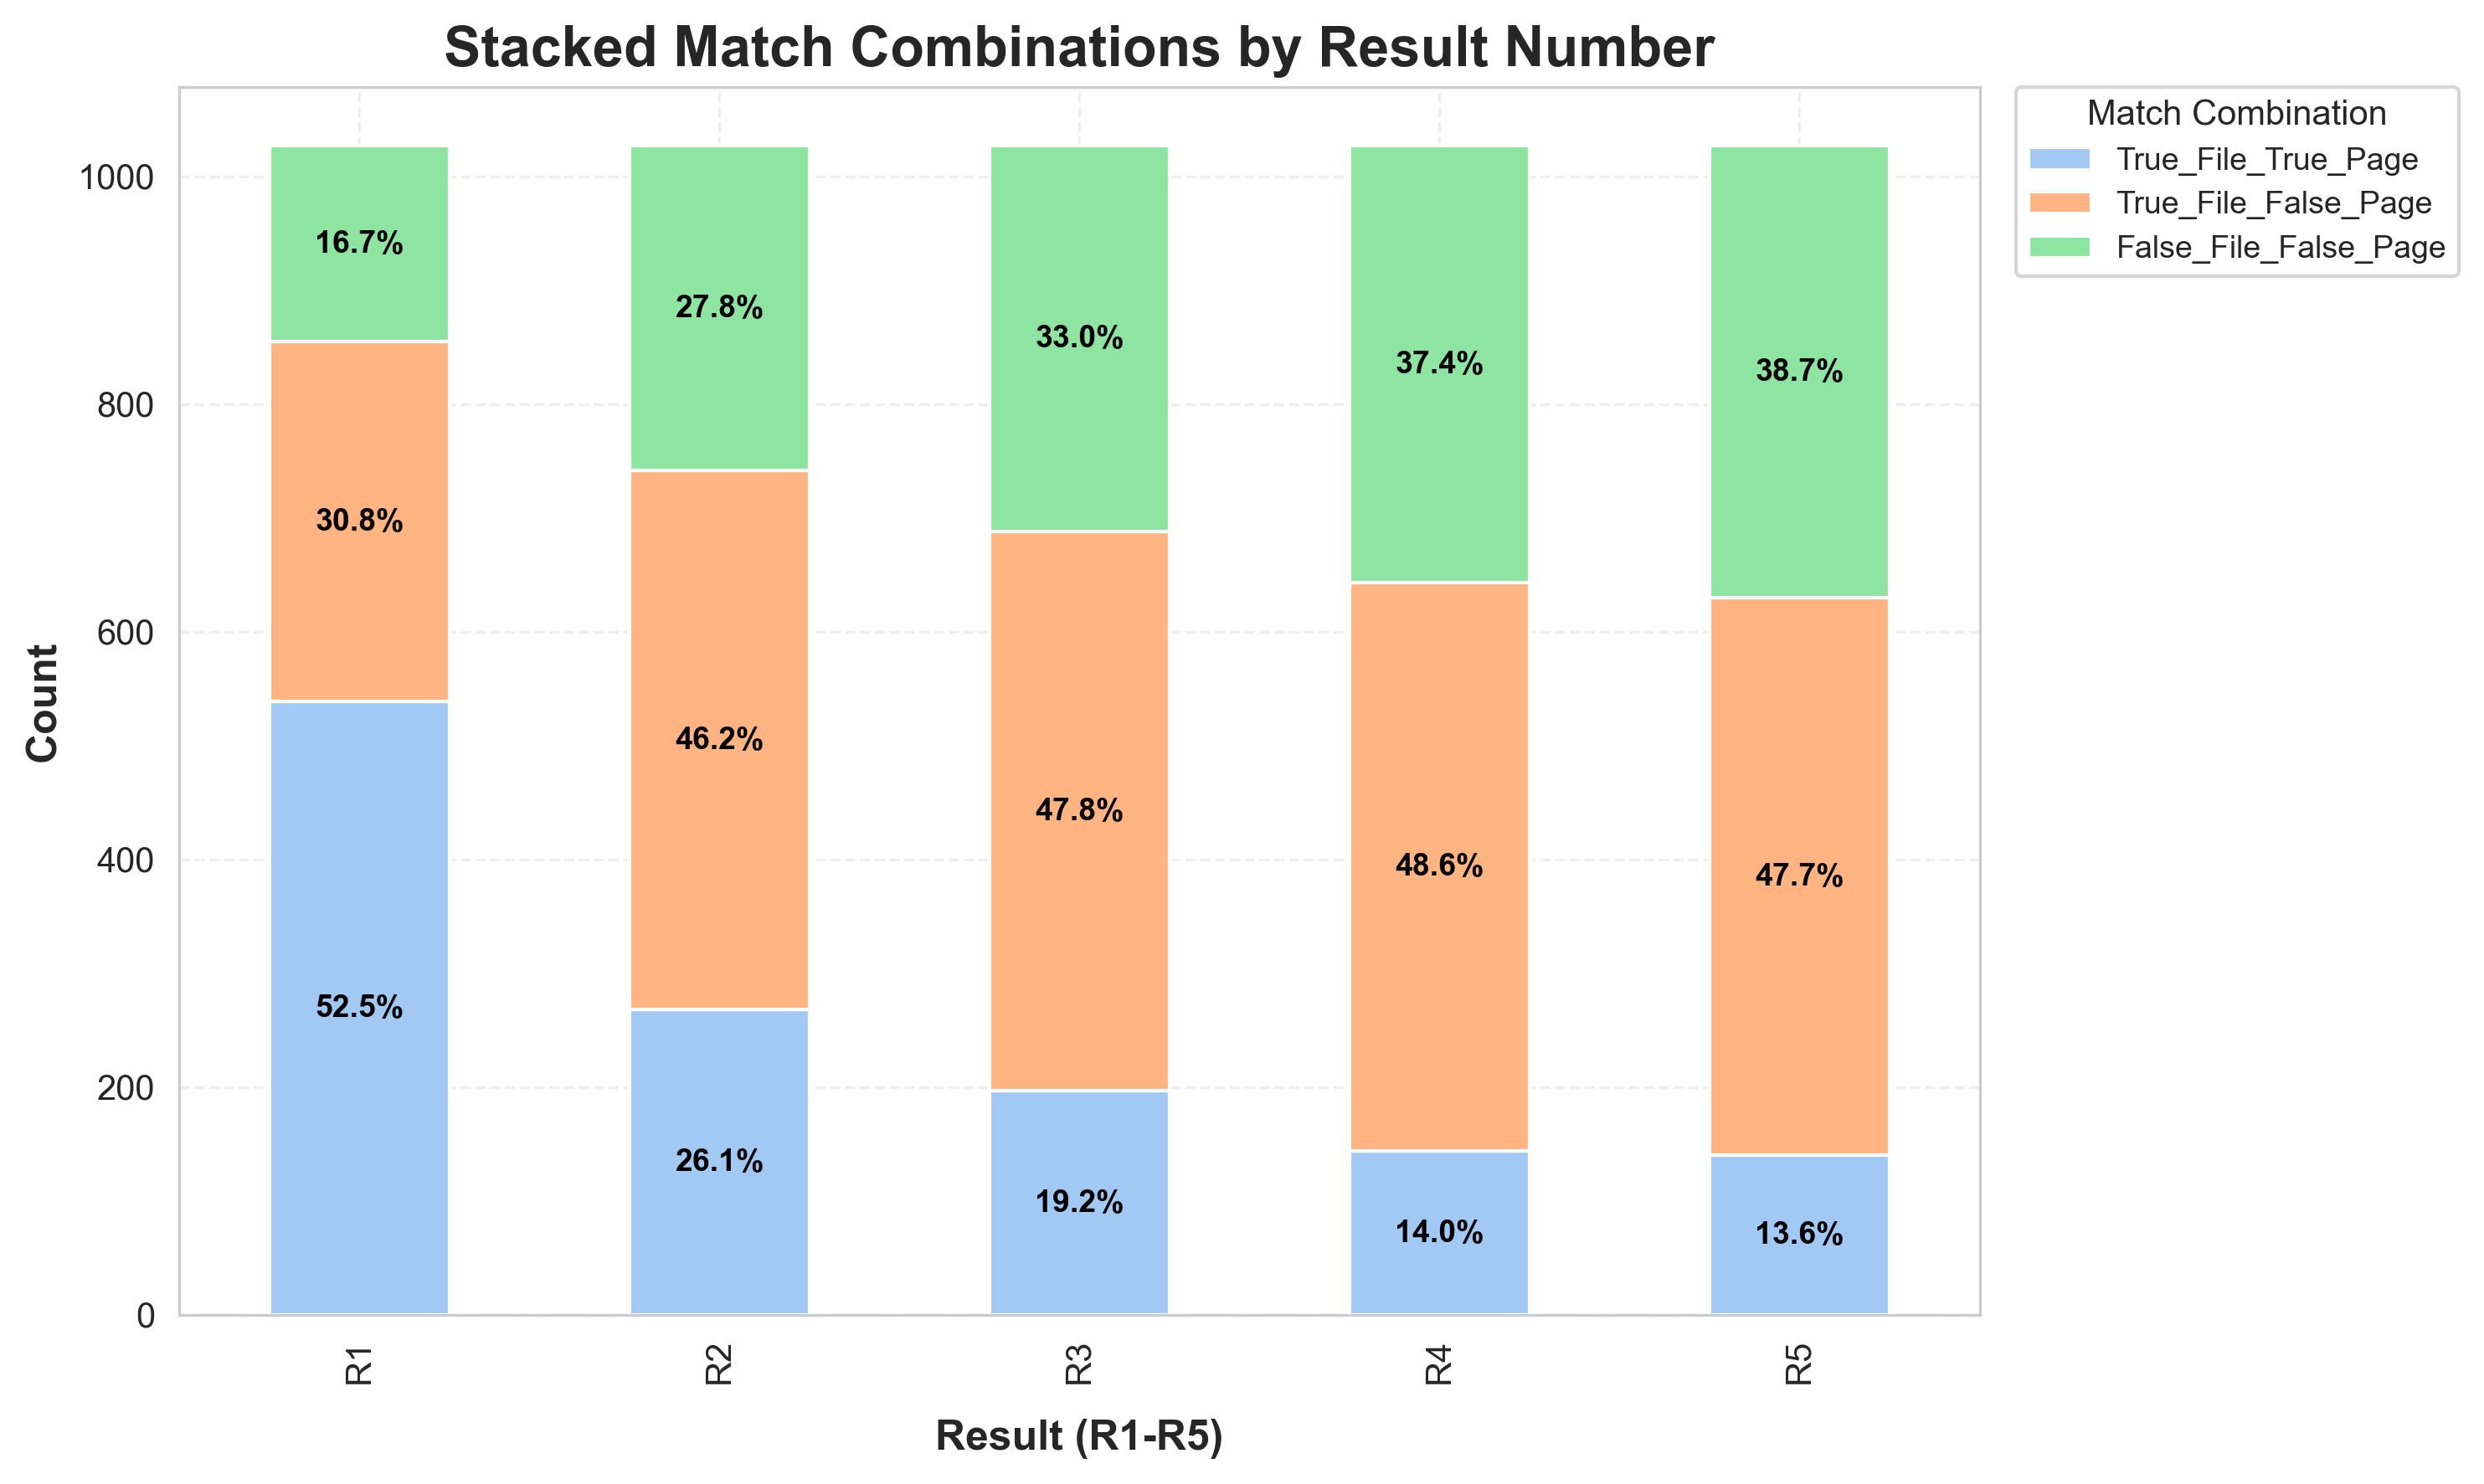 Stacked Match Combinations by Result Number
Match Combination
True_File_True_Page
True_File_False_Page
False_File_False_Page
Count
1000
800
600
400
200
0
16.7%
30.8%
52.5%
27.8%
46.2%
26.1%
33.0%
47.8%
19.2%
37.4%
48.6%
14.0%
38.7%
47.7%
13.6%
R1
R2
R3
R4
R5
Result (R1-R5)